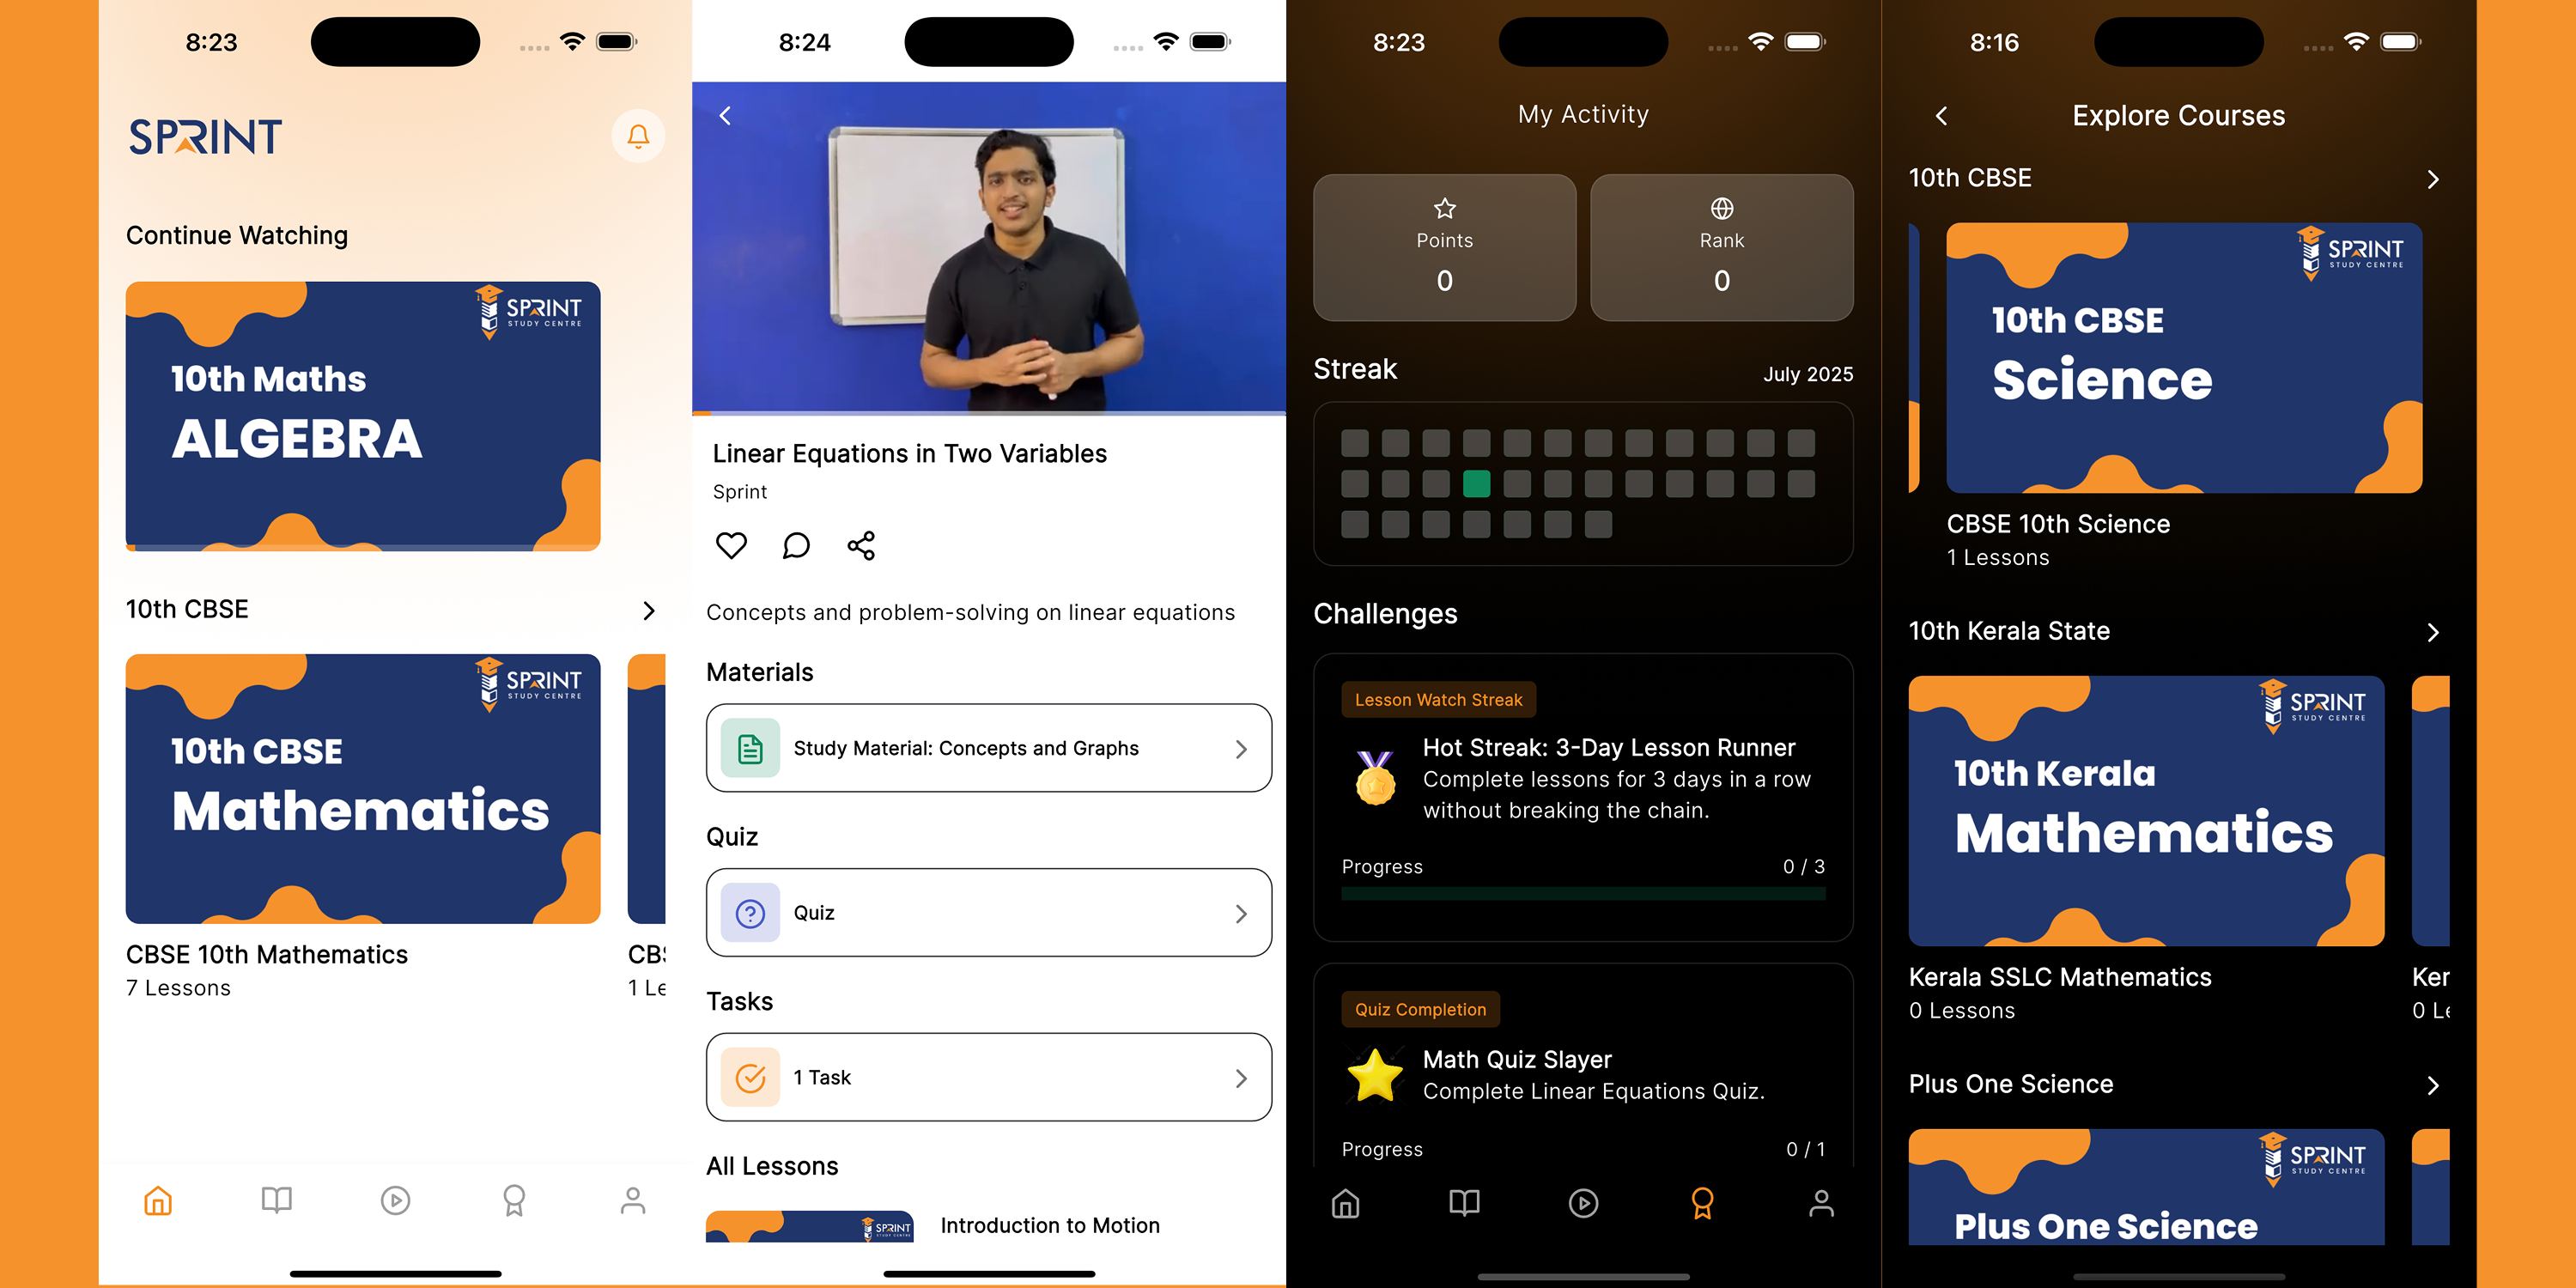 8:23
SPRINT
Continue Watching
SPRINT
STUDY CENTRE
10th Maths
ALGEBRA
10th CBSE
SPRINT
STUDY CENTRE
10th CBSE
Mathematics
CBSE 10th Mathematics
7 Lessons
CBS
1 Le
8:24
Linear Equations in Two Variables
Sprint
Concepts and problem-solving on linear equations
Materials
Study Material: Concepts and Graphs
Quiz
Quiz
Tasks
1 Task
All Lessons
SPRINT
Introduction to Motion
8:23
My Activity
Points
0
Rank
0
Streak
July 2025
Challenges
Lesson Watch Streak
Hot Streak: 3-Day Lesson Runner
Complete lessons for 3 days in a row
without breaking the chain.
Progress
0 / 3
Quiz Completion
Math Quiz Slayer
Complete Linear Equations Quiz.
Progress
0 / 1
8:16
Explore Courses
10th CBSE
SPRINT
STUDY CENTRE
10th CBSE
Science
CBSE 10th Science
1 Lessons
10th Kerala State
SPRINT
STUDY CENTRE
10th Kerala
Mathematics
Kerala SSLC Mathematics
0 Lessons
Ker
0 Le
Plus One Science
SPRINT
STUDY CENTRE
Plus One Science